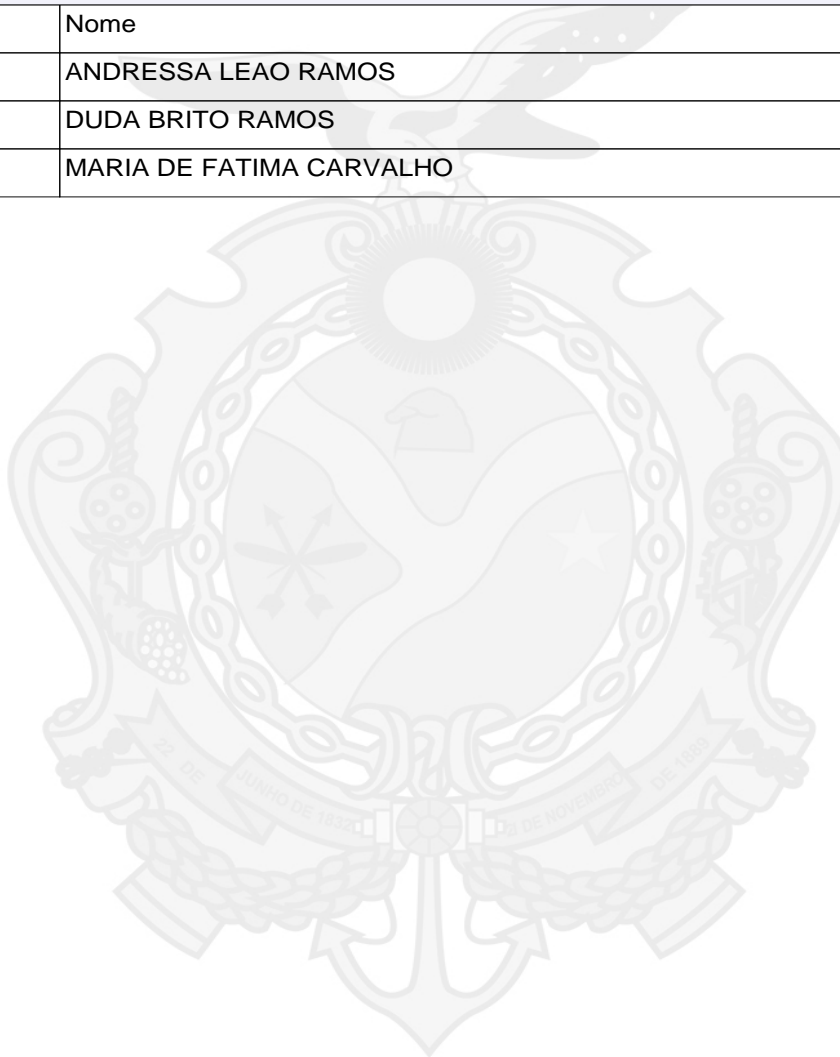 Nome
ANDRESSA LEAO RAMOS
DUDA BRITO RAMOS
MARIA DE FATIMA CARVALHO
22 DE
JUNHO DE 1832
DE NOVEMBRO
DE 1889